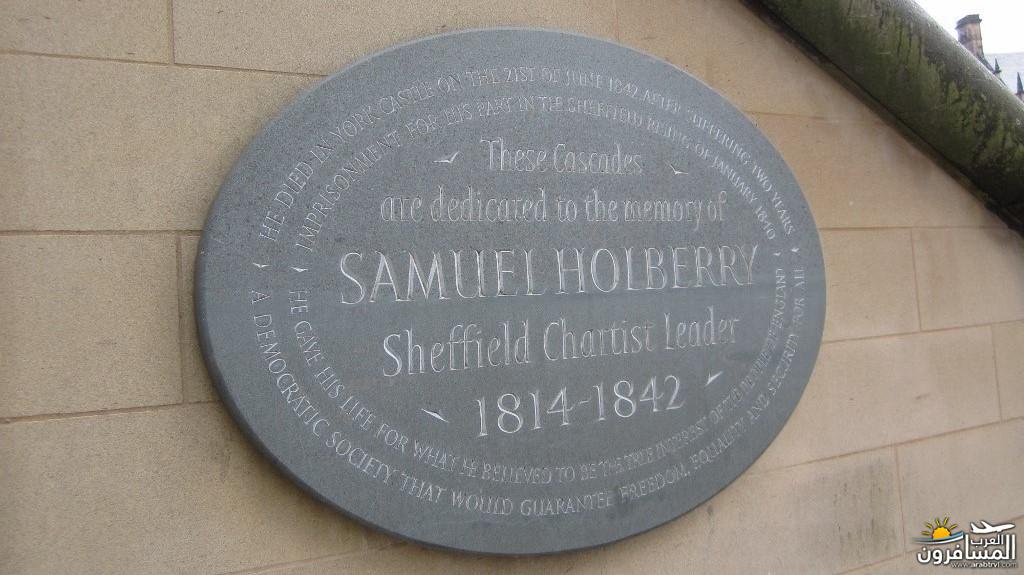 HE DIED IN YORK CASTLE ON THE 21ST OF JUNE 1842 AFTER SUFFERING TWO YEARS
IMPRISONMENT FOR HIS PART IN THE SHEFFIELD RISING OF JANUARY 1840
These Cascades
are dedicated to the memory of
SAMUEL HOLBERRY
Sheffield Chartist Leader
1814-1842
HE GAVE HIS LIFE FOR WHAT HE BELIEVED TO BE THE TRUE INTEREST OF THE PEOPLE OF ENGLAND
A DEMOCRATIC SOCIETY THAT WOULD GUARANTEE FREEDOM, EQUALITY AND SECURITY FOR ALL
العرب
المسافرون
www.arabtrvl.com